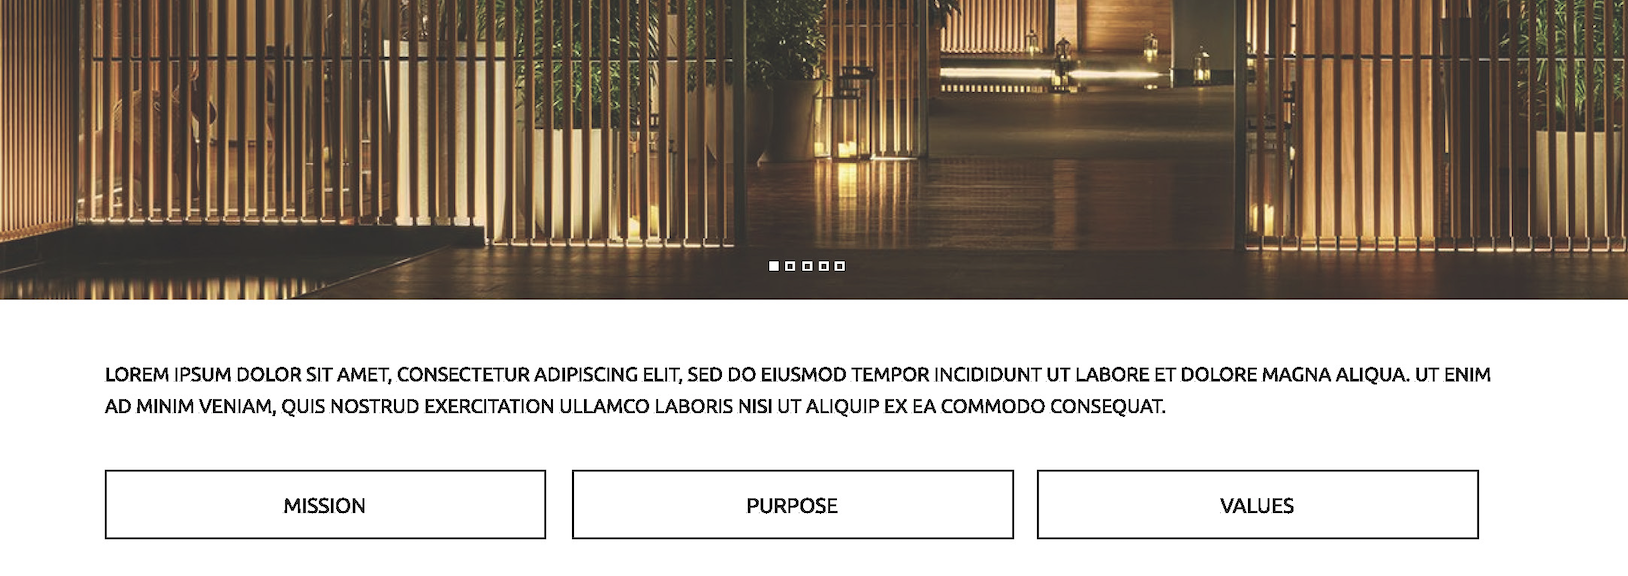 LOREM IPSUM DOLOR SIT AMET, CONSECTETUR ADIPISCING ELIT, SED DO EIUSMOD TEMPOR INCIDIDUNT UT LABORE ET DOLORE MAGNA ALIQUA. UT ENIM
AD MINIM VENIAM, QUIS NOSTRUD EXERCITATION ULLAMCO LABORIS NISI UT ALIQUIP EX EA COMMODO CONSEQUAT.
MISSION
PURPOSE
VALUES